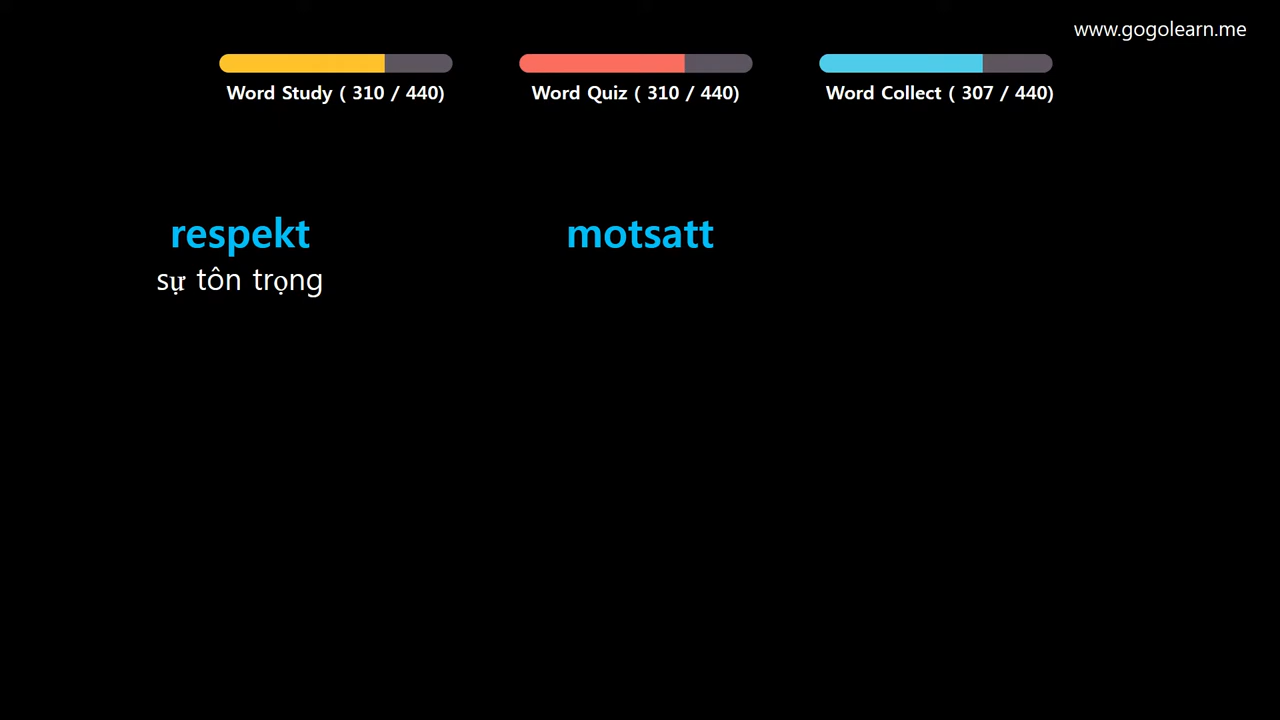 www.gogolearn.me
Word Study ( 310 / 440)
Word Quiz ( 310 / 440)
Word Collect ( 307 / 440)
respekt
sự tôn trọng
motsatt